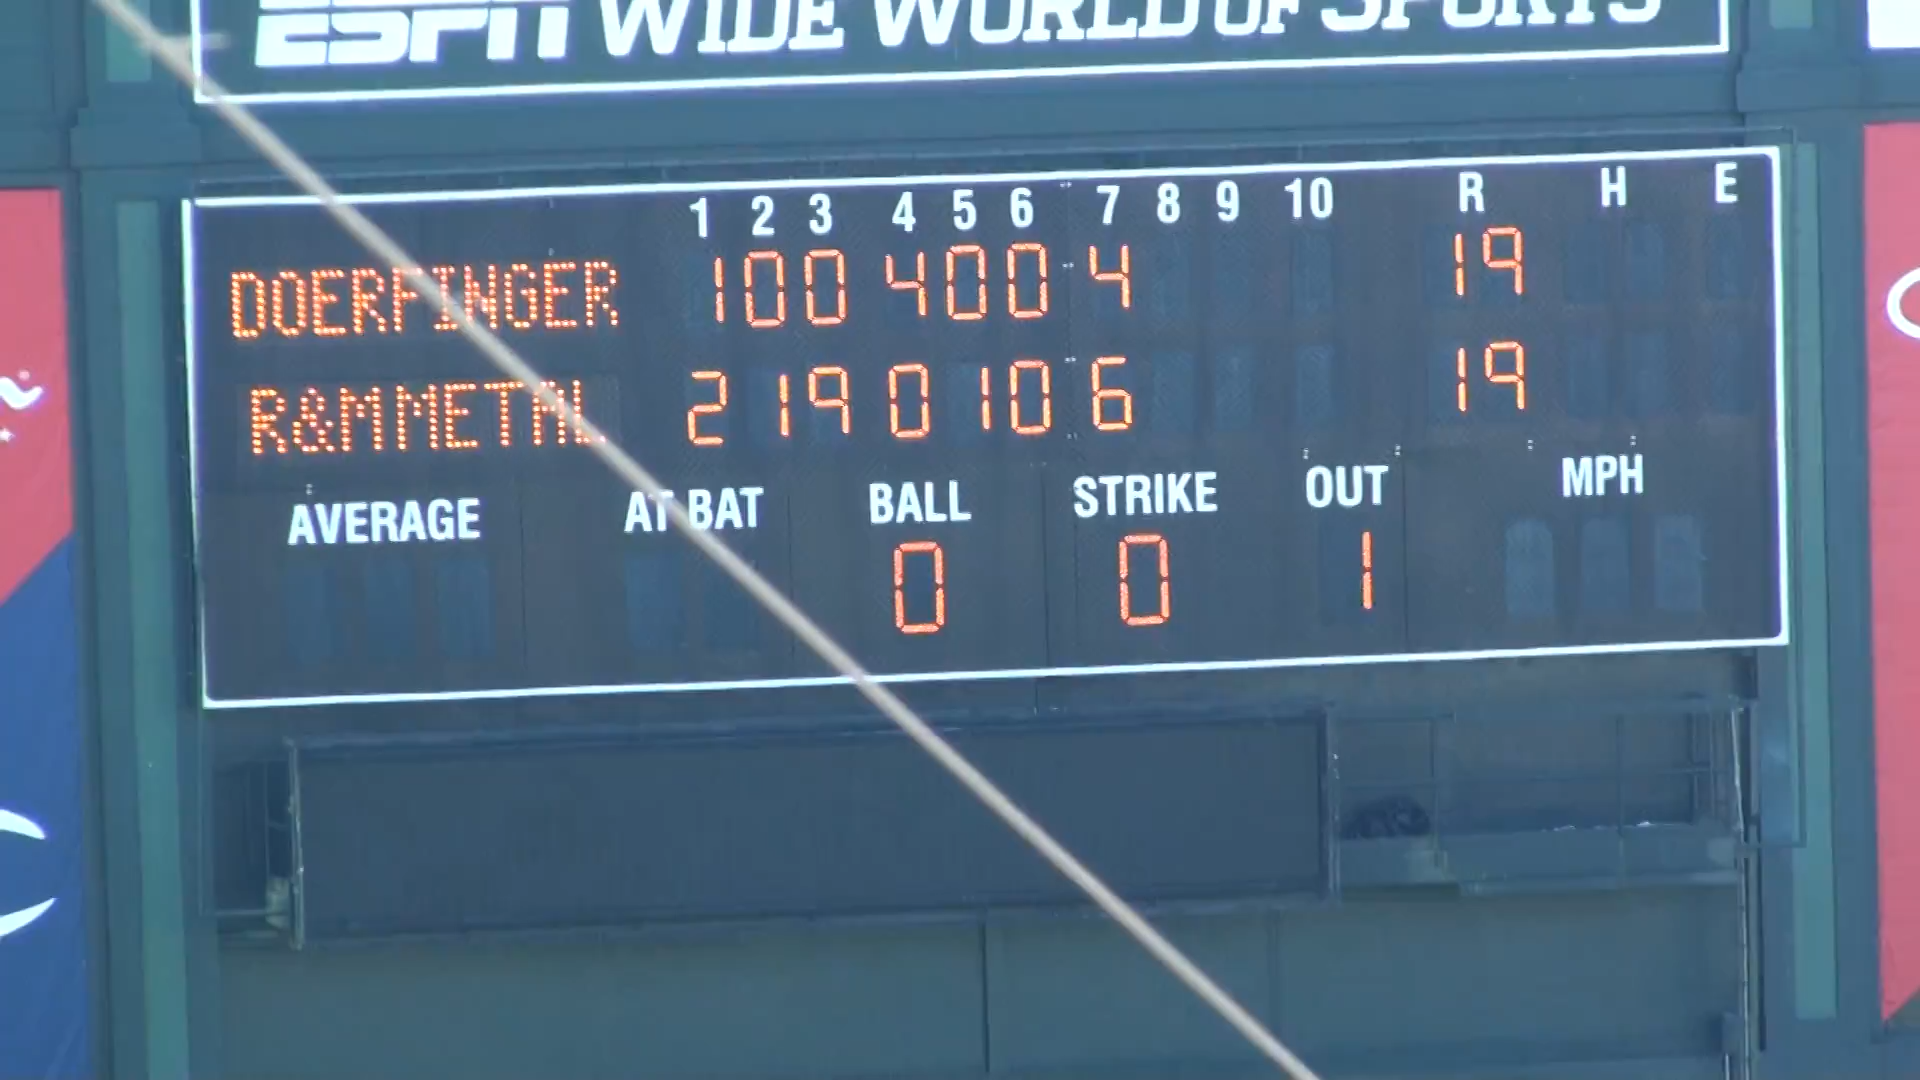 ESPN WIDE WORLD OF SPORTS
1 2 3 4 5 6 7 8 9 10 R H E
DOERFINGER 1 0 0 4 0 0 4 19
R&M METAL 2 1 9 0 1 0 6 19
AVERAGE AT BAT BALL STRIKE OUT MPH
0 0 1